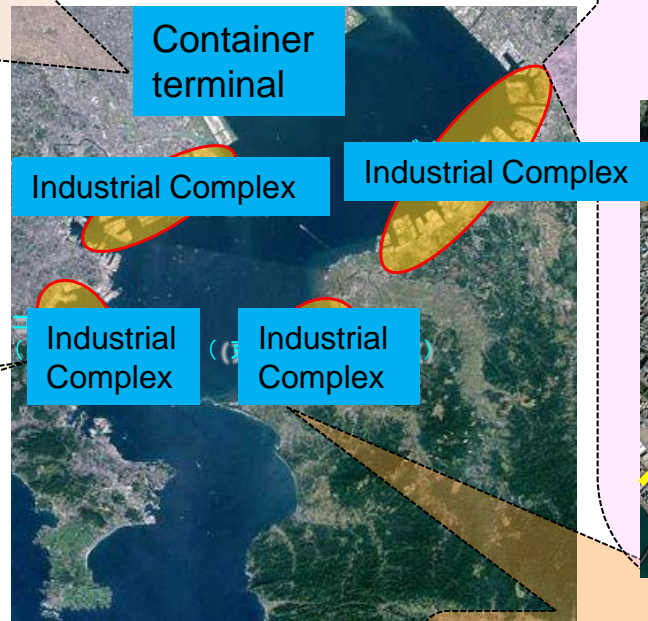 Container
terminal
Industrial Complex
Industrial Complex
Industrial
Complex
Industrial
Complex